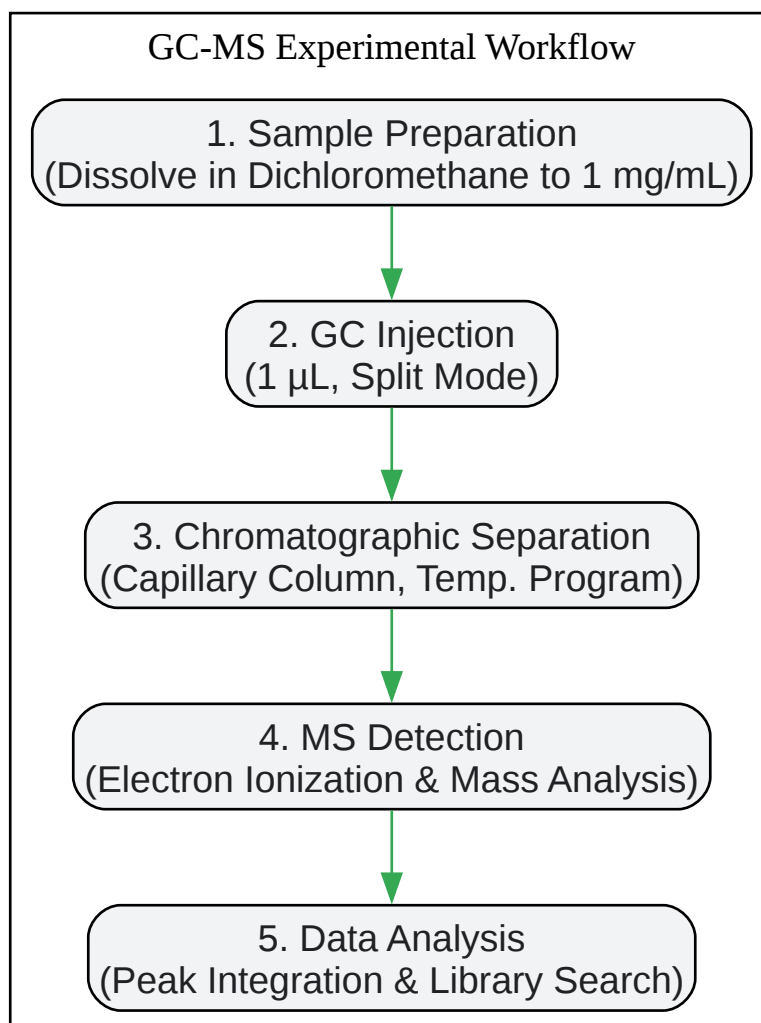 GC-MS Experimental Workflow
1. Sample Preparation
(Dissolve in Dichloromethane to 1 mg/mL)
2. GC Injection
(1 µL, Split Mode)
3. Chromatographic Separation
(Capillary Column, Temp. Program)
4. MS Detection
(Electron Ionization & Mass Analysis)
5. Data Analysis
(Peak Integration & Library Search)